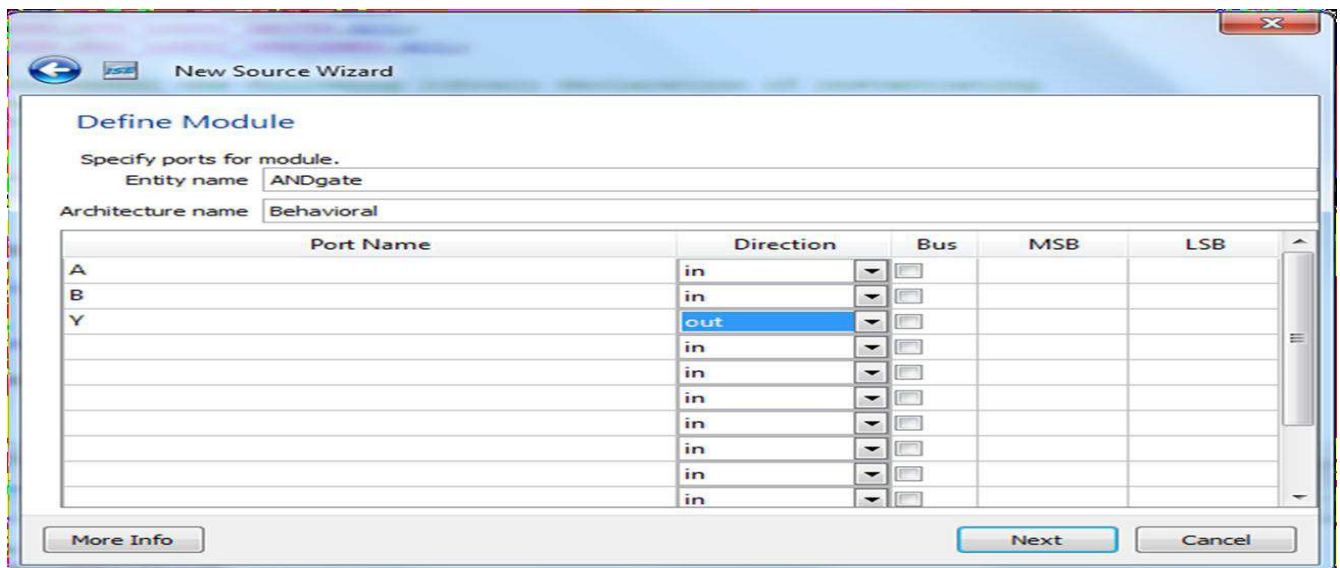 ISE New Source Wizard
Define Module
Specify ports for module.
Entity name ANDgate
Architecture name Behavioral
Port Name Direction Bus MSB LSB
A in
B in
Y out
in
in
in
in
in
in
in
More Info Next Cancel